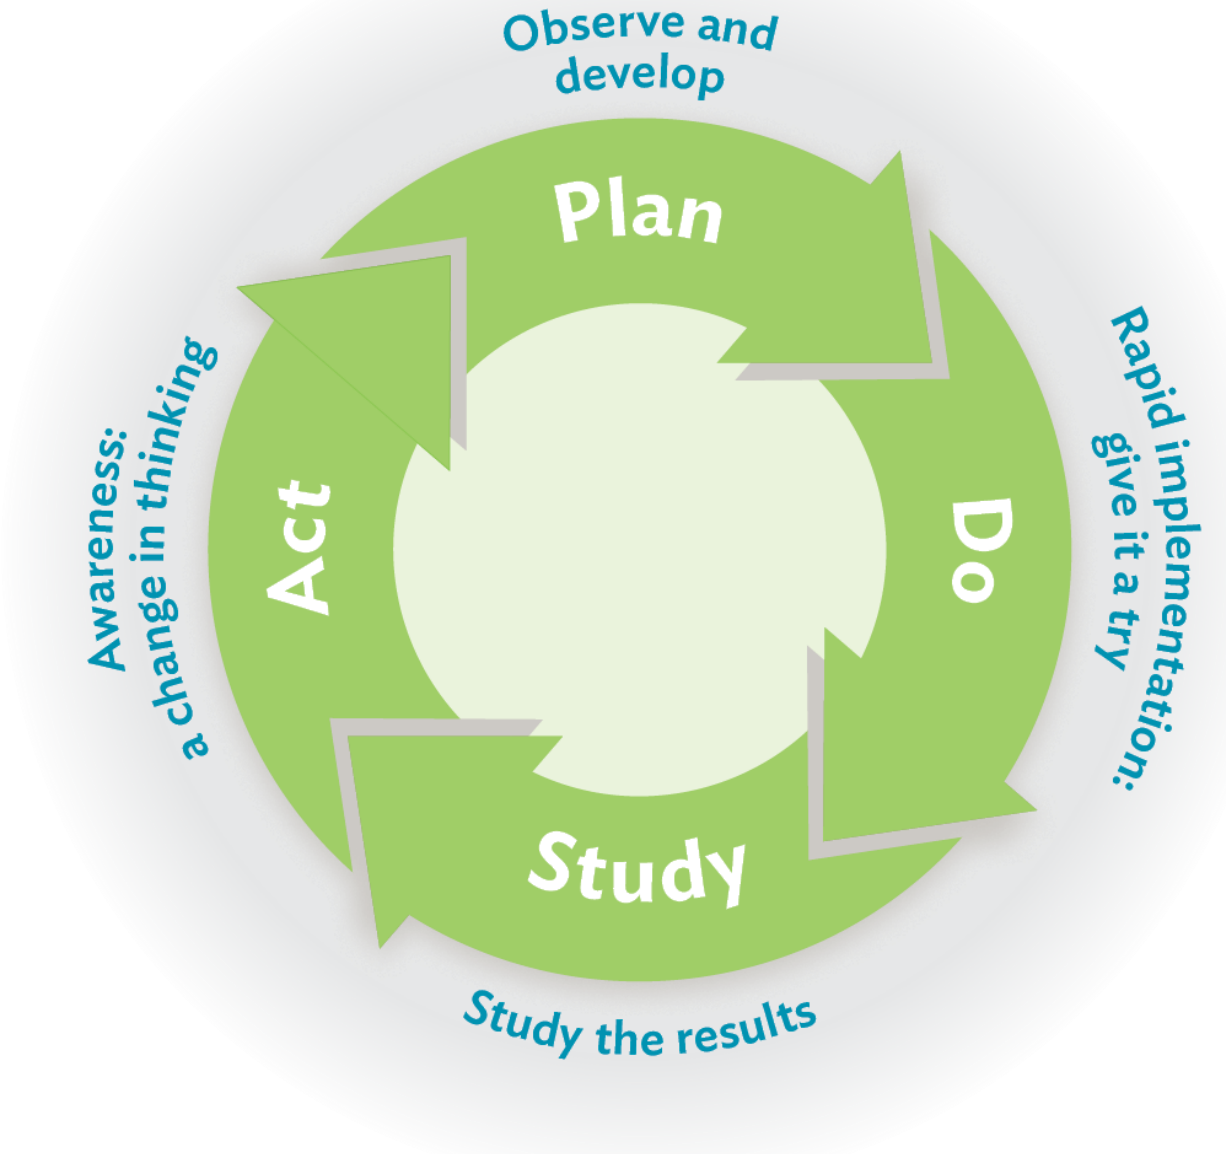 Observe and
develop
Plan
Rapid implementation:
give it a try
Do
Study
Study the results
Act
Awareness:
a change in thinking